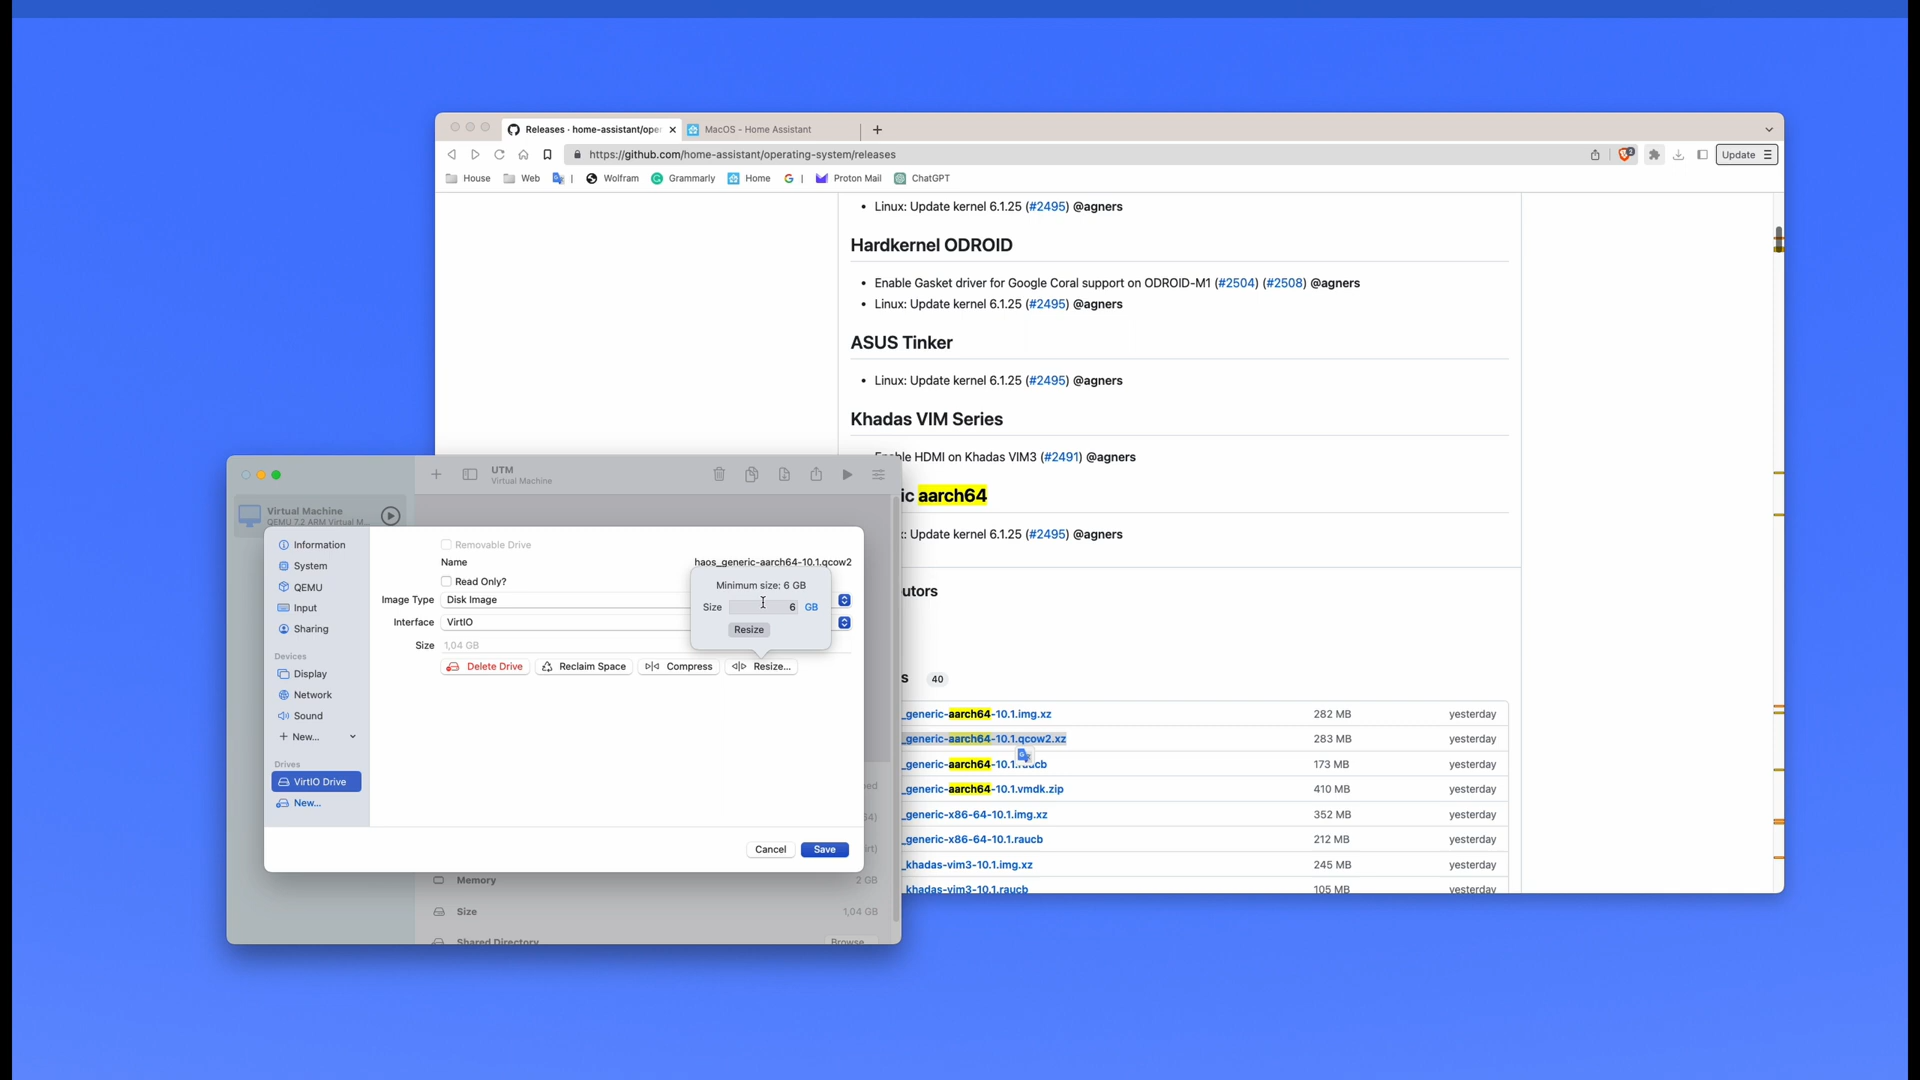 Releases · home-assistant/oper
MacOS - Home Assistant
https://github.com/home-assistant/operating-system/releases
2
Update
House
Web
Wolfram
Grammarly
Home
Proton Mail
ChatGPT
Linux: Update kernel 6.1.25 (#2495) @agners
Hardkernel ODROID
Enable Gasket driver for Google Coral support on ODROID-M1 (#2504) (#2508) @agners
Linux: Update kernel 6.1.25 (#2495) @agners
ASUS Tinker
Linux: Update kernel 6.1.25 (#2495) @agners
Khadas VIM Series
nable HDMI on Khadas VIM3 (#2491) @agners
ic aarch64
: Update kernel 6.1.25 (#2495) @agners
utors
s 40
_generic-aarch64-10.1.img.xz 282 MB yesterday
_generic-aarch64-10.1.qcow2.xz 283 MB yesterday
_generic-aarch64-10.1.raucb 173 MB yesterday
_generic-aarch64-10.1.vmdk.zip 410 MB yesterday
_generic-x86-64-10.1.img.xz 352 MB yesterday
_generic-x86-64-10.1.raucb 212 MB yesterday
_khadas-vim3-10.1.img.xz 245 MB yesterday
_khadas-vim3-10.1.raucb 105 MB yesterday
UTM
Virtual Machine
Virtual Machine
QEMU 7.2 ARM Virtual M...
Information
System
QEMU
Input
Sharing
Devices
Display
Network
Sound
New...
Drives
VirtIO Drive
New...
Removable Drive
Name haos_generic-aarch64-10.1.qcow2
Read Only?
Image Type Disk Image
Interface VirtIO
Size 1,04 GB
Delete Drive
Reclaim Space
Compress
Resize...
Minimum size: 6 GB
Size 6 GB
Resize
Cancel
Save
ed
64)
irt)
Memory 2 GB
Size 1,04 GB
Shared Directory Browse